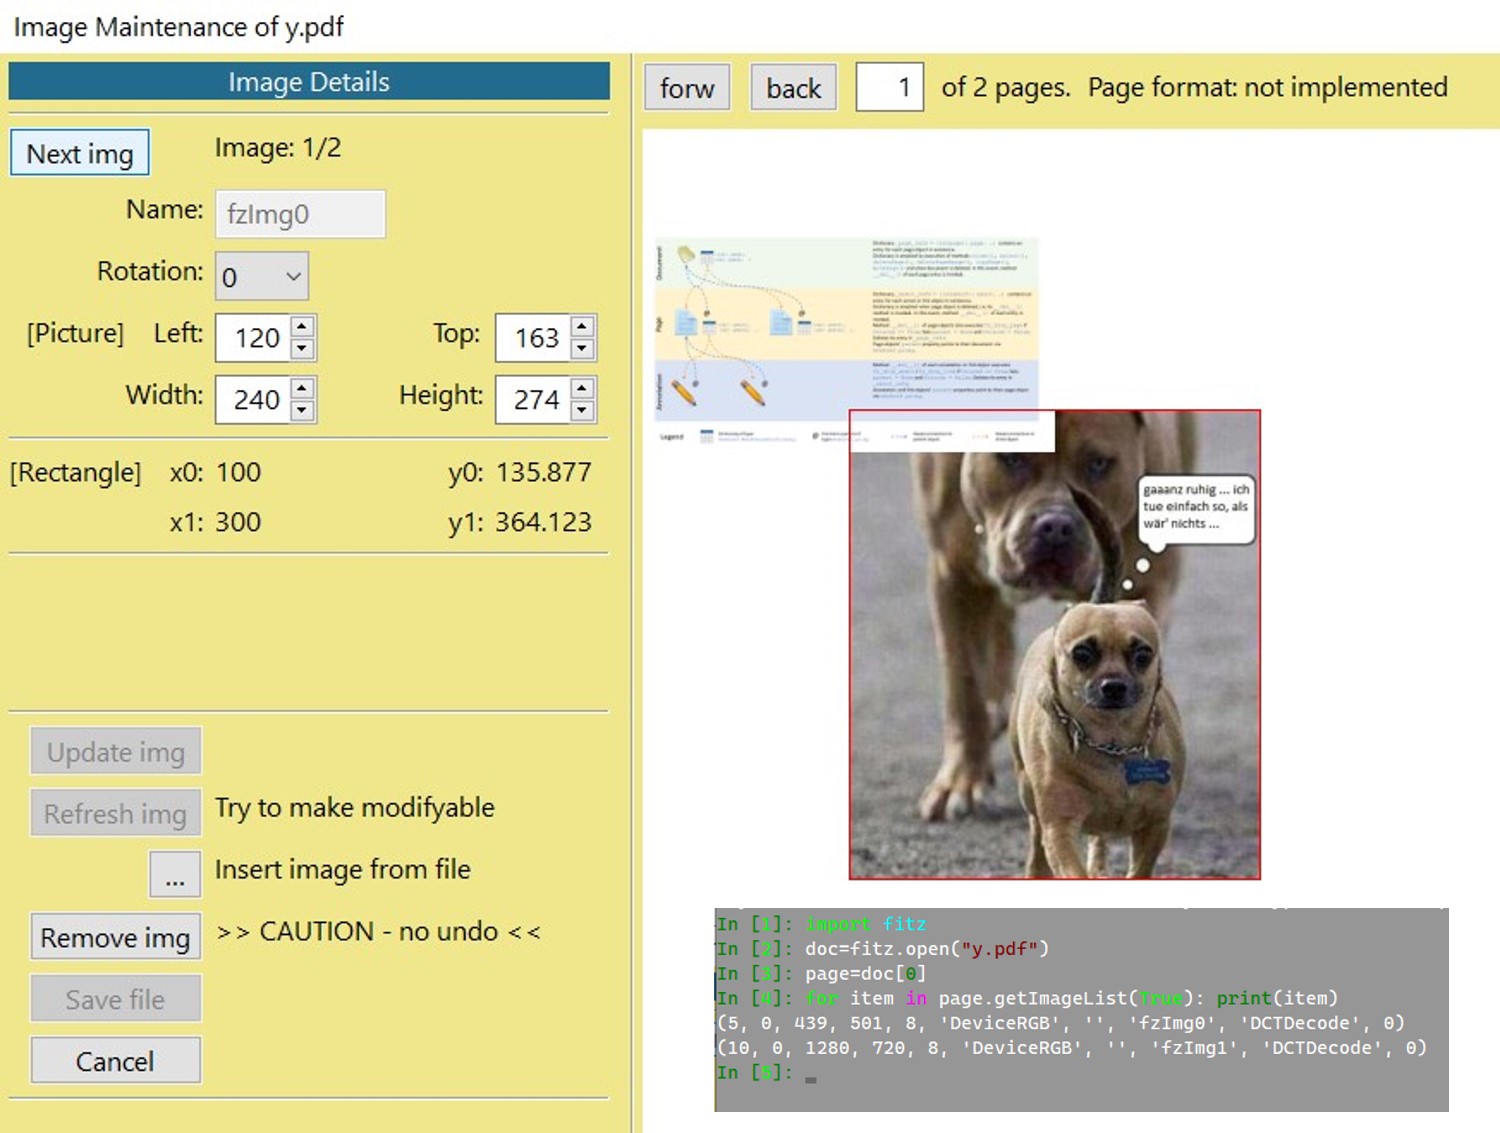 Image Maintenance of y.pdf
Image Details
Next img Image: 1/2
Name: fzImg0
Rotation: 0
[Picture] Left: 120 Top: 163
Width: 240 Height: 274
[Rectangle] x0: 100 y0: 135.877
x1: 300 y1: 364.123
Update img
Refresh img Try to make modifyable
... Insert image from file
Remove img >> CAUTION - no undo <<
Save file
Cancel
forw back 1 of 2 pages. Page format: not implemented
Document
Page
Annotation
Legend
gaaanz ruhig ... ich
tue einfach so, als
wär' nichts ...
In [1]: import fitz
In [2]: doc=fitz.open("y.pdf")
In [3]: page=doc[0]
In [4]: for item in page.getImageList(True): print(item)
(5, 0, 439, 501, 8, 'DeviceRGB', '', 'fzImg0', 'DCTDecode', 0)
(10, 0, 1280, 720, 8, 'DeviceRGB', '', 'fzImg1', 'DCTDecode', 0)
In [5]: